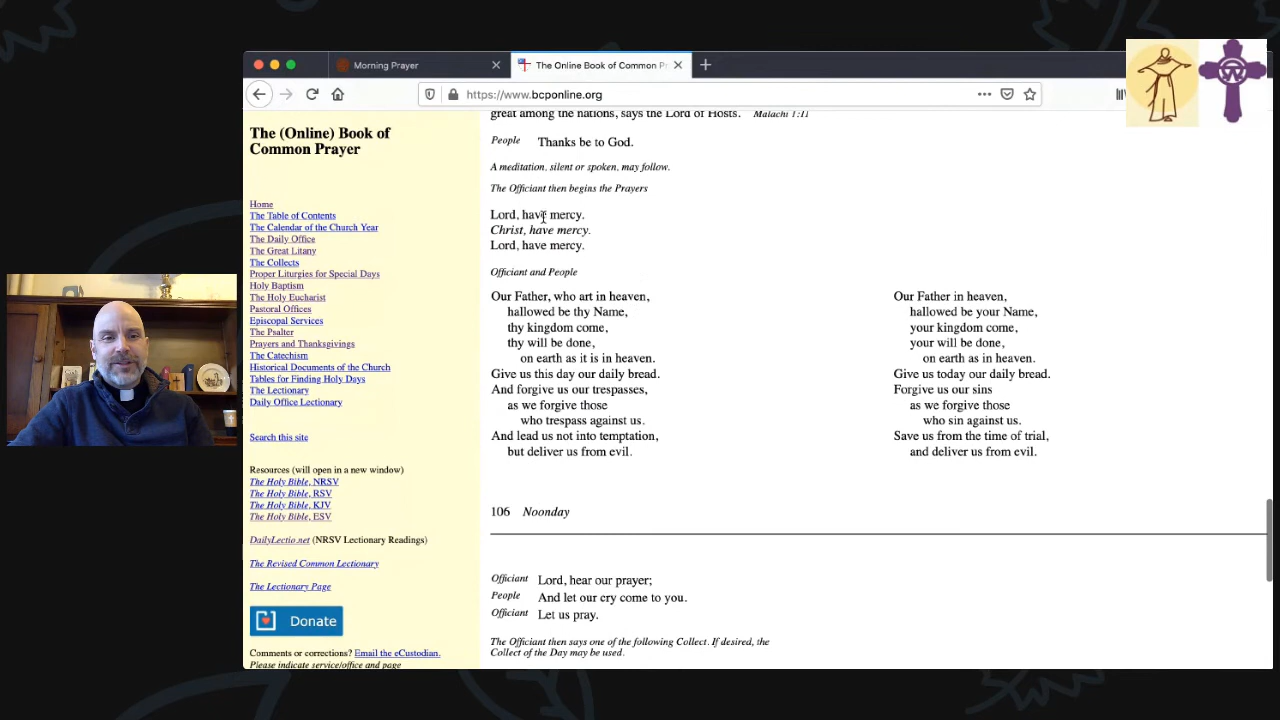 Morning Prayer
The Online Book of Common Pr
https://www.bcponline.org
The (Online) Book of
Common Prayer
Home
The Table of Contents
The Calendar of the Church Year
The Daily Office
The Great Litany
The Collects
Proper Liturgies for Special Days
Holy Baptism
The Holy Eucharist
Pastoral Offices
Episcopal Services
The Psalter
Prayers and Thanksgivings
The Catechism
Historical Documents of the Church
Tables for Finding Holy Days
The Lectionary
Daily Office Lectionary
Search this site
Resources (will open in a new window)
The Holy Bible, NRSV
The Holy Bible, RSV
The Holy Bible, KJV
The Holy Bible, ESV
DailyLectio.net (NRSV Lectionary Readings)
The Revised Common Lectionary
The Lectionary Page
Donate
Comments or corrections? Email the eCustodian.
Please indicate service/office and page
great among the nations, says the Lord of Hosts. Malachi 1:11
People Thanks be to God.
A meditation, silent or spoken, may follow.
The Officiant then begins the Prayers
Lord, have mercy.
Christ, have mercy.
Lord, have mercy.
Officiant and People
Our Father, who art in heaven,
hallowed be thy Name,
thy kingdom come,
thy will be done,
on earth as it is in heaven.
Give us this day our daily bread.
And forgive us our trespasses,
as we forgive those
who trespass against us.
And lead us not into temptation,
but deliver us from evil.
Our Father in heaven,
hallowed be your Name,
your kingdom come,
your will be done,
on earth as in heaven.
Give us today our daily bread.
Forgive us our sins
as we forgive those
who sin against us.
Save us from the time of trial,
and deliver us from evil.
106 Noonday
Officiant Lord, hear our prayer;
People And let our cry come to you.
Officiant Let us pray.
The Officiant then says one of the following Collect. If desired, the
Collect of the Day may be used.